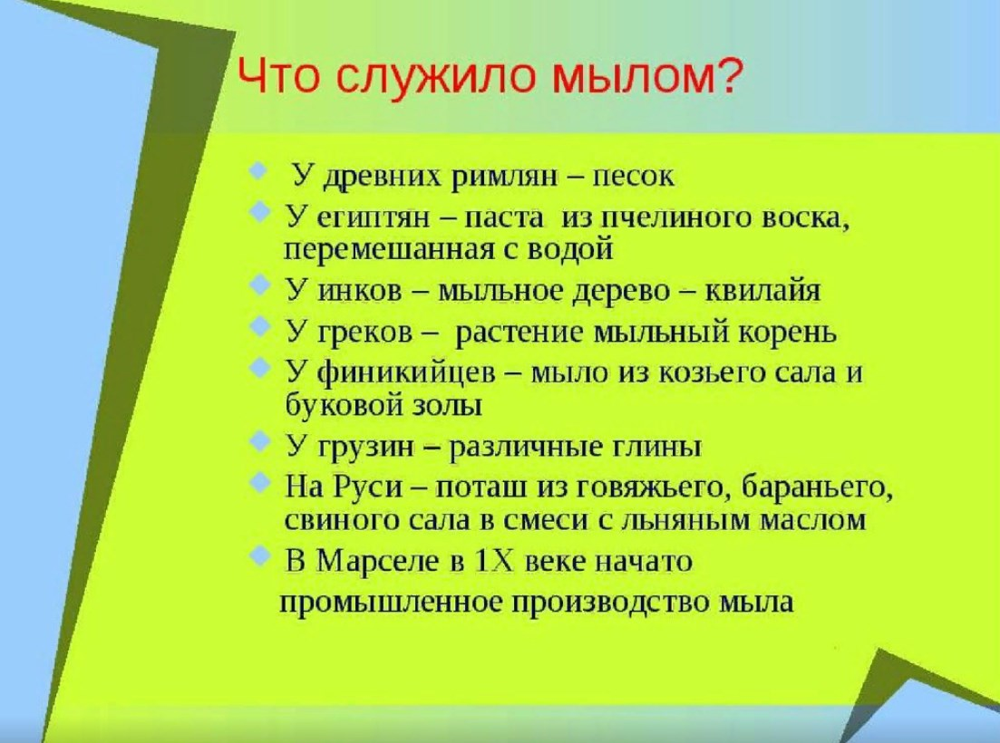 Что служило мылом?
У древних римлян – песок
У египтян – паста из пчелиного воска,
перемешанная с водой
У инков – мыльное дерево – квилайя
У греков – растение мыльный корень
У финикийцев – мыло из козьего сала и
буковой золы
У грузин – различные глины
На Руси – поташ из говяжьего, бараньего,
свиного сала в смеси с льняным маслом
В Марселе в 1Х веке начато
промышленное производство мыла